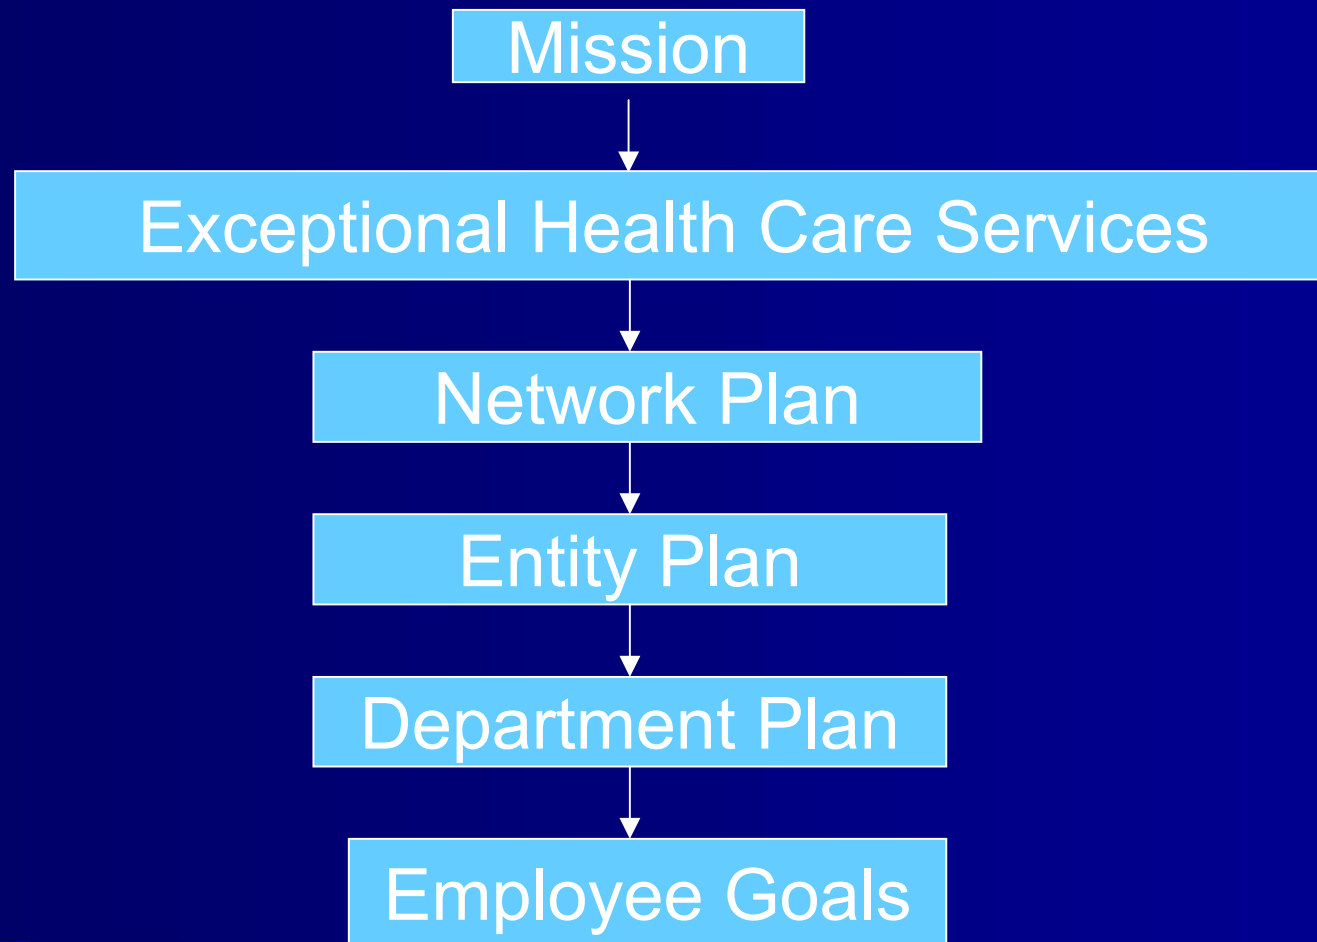 Mission
Exceptional Health Care Services
Network Plan
Entity Plan
Department Plan
Employee Goals